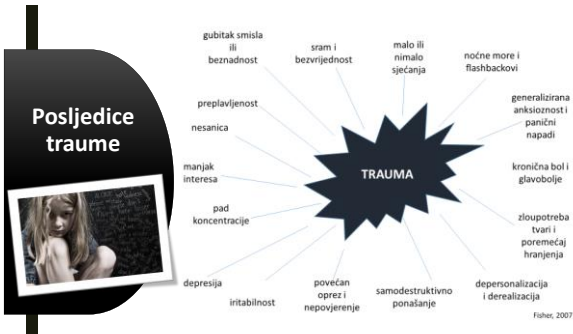 Posljedice
traume
gubitak smisla
ili
beznadnost
sram i
bezvrijednost
malo ili
nimalo
sjećanja
noćne more i
flashbackovi
generalizirana
anksioznost i
panični
napadi
kronična bol i
glavobolje
zloupotreba
tvari i
poremećaj
hranjenja
depersonalizacija
i derealizacija
samodestruktivno
ponašanje
povećan
oprez i
nepovjerenje
iritabilnost
depresija
pad
koncentracije
manjak
interesa
nesanica
preplavljenost
TRAUMA
Fisher, 2007